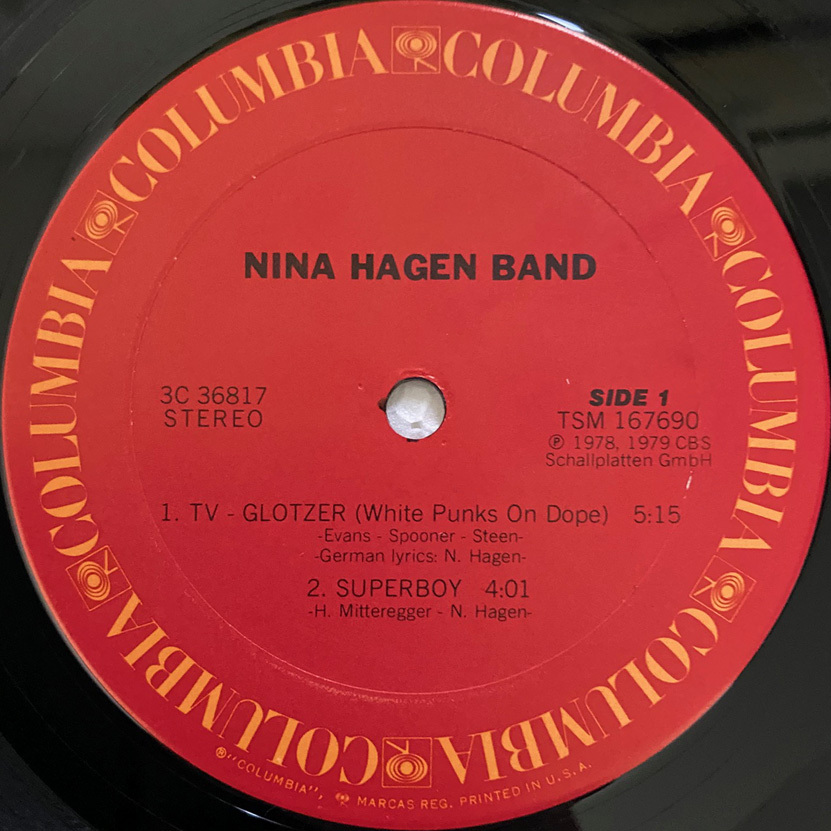 COLUMBIA COLUMBIA COLUMBIA COLUMBIA COLUMBIA COLUMBIA
NINA HAGEN BAND
3C 36817
STEREO
SIDE 1
TSM 167690
℗ 1978, 1979 CBS
Schallplatten GmbH
1. TV - GLOTZER (White Punks On Dope) 5:15
-Evans - Spooner - Steen-
-German lyrics: N. Hagen-
2. SUPERBOY 4:01
-H. Mitteregger - N. Hagen-
®"COLUMBIA", MARCAS REG. PRINTED IN U.S.A.